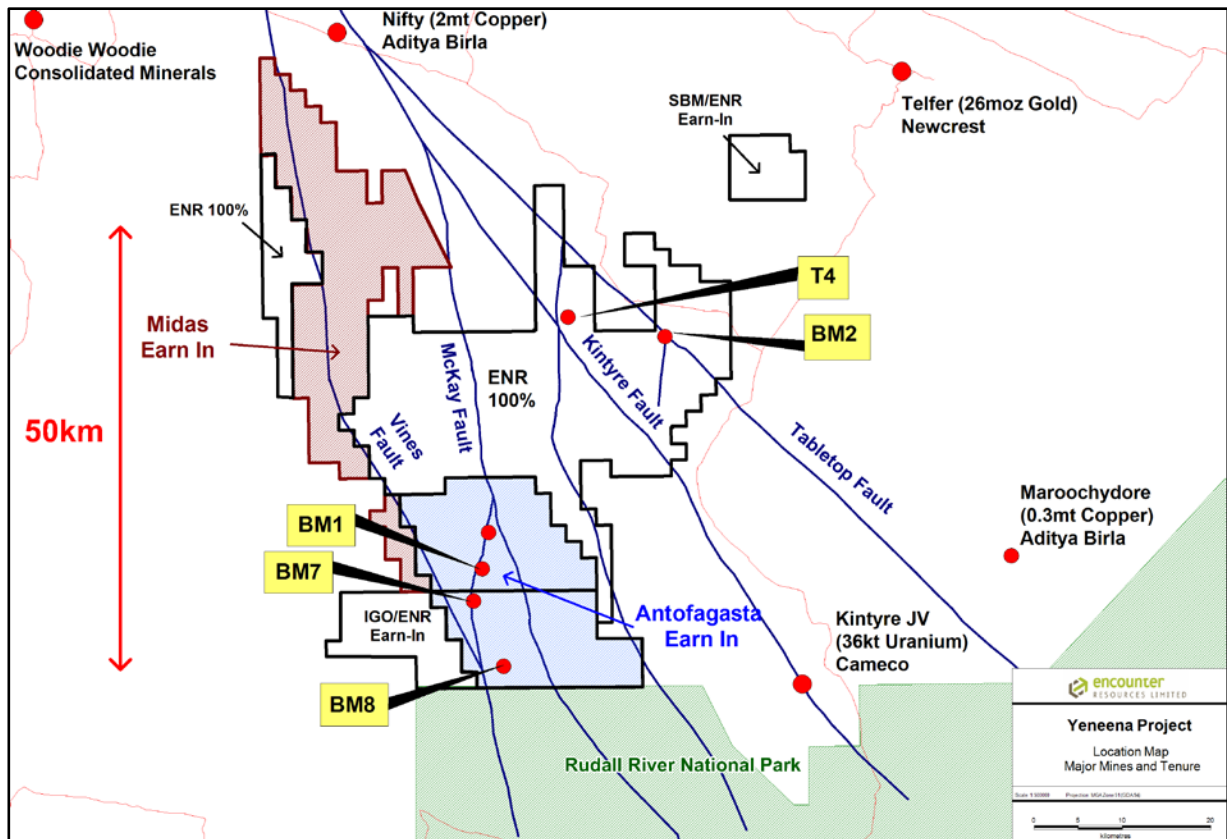 Woodie Woodie
Consolidated Minerals
Nifty (2mt Copper)
Aditya Birla
SBM/ENR
Earn-In
Telfer (26moz Gold)
Newcrest
ENR 100%
50km
Midas
Earn In
McKay Fault
Vines
Fault
ENR
100%
Kintyre Fault
Tabletop Fault
T4
BM2
BM1
BM7
BM8
IGO/ENR
Earn-In
Antofagasta
Earn In
Maroochydore
(0.3mt Copper)
Aditya Birla
Kintyre JV
(36kt Uranium)
Cameco
Rudall River National Park
encounter
RESOURCES LIMITED
Yeneena Project
Location Map
Major Mines and Tenure
0 5 10 20
kilometres